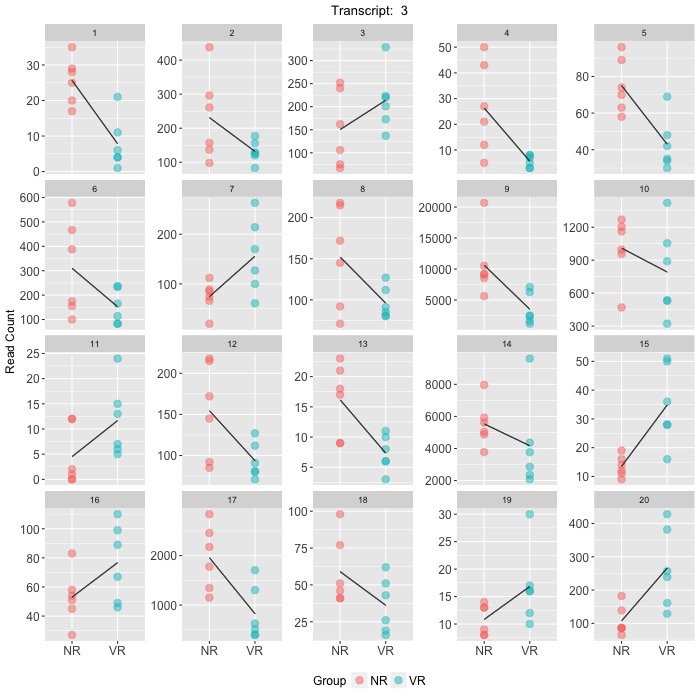 Transcript: 3
Read Count
1 2 3 4 5
30 20 10 0
400 300 200 100
300 250 200 150 100
50 40 30 20 10
80 60 40
6 7 8 9 10
600 500 400 300 200 100
200 100
200 150 100
20000 15000 10000 5000
1200 900 600 300
11 12 13 14 15
25 20 15 10 5 0
200 150 100
20 15 10 5
8000 6000 4000 2000
50 40 30 20 10
16 17 18 19 20
100 80 60 40
2000 1000
100 75 50 25
30 25 20 15 10
400 300 200 100
NR VR NR VR NR VR NR VR NR VR
Group NR VR